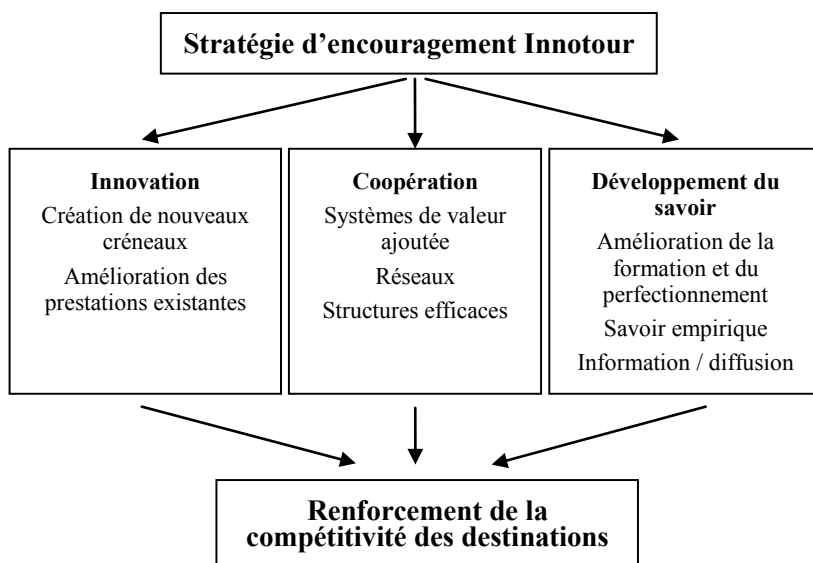 Stratégie d’encouragement Innotour
Innovation
Création de nouveaux
créneaux
Amélioration des
prestations existantes
Coopération
Systèmes de valeur
ajoutée
Réseaux
Structures efficaces
Développement du
savoir
Amélioration de la
formation et du
perfectionnement
Savoir empirique
Information / diffusion
Renforcement de la
compétitivité des destinations